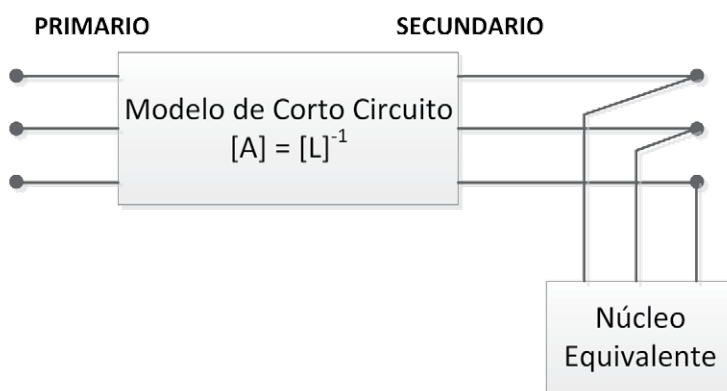 PRIMARIO
SECUNDARIO
Modelo de Corto Circuito
[A] = [L]⁻¹
Núcleo
Equivalente